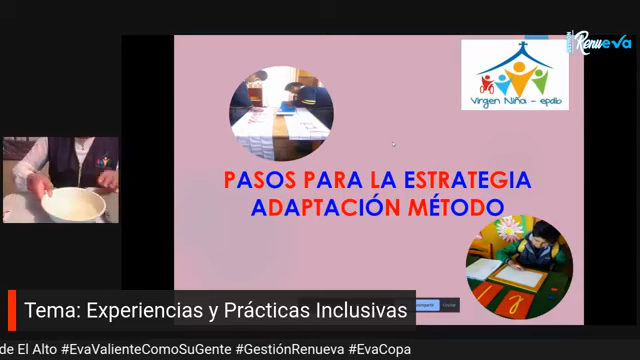 Renueva
Virgen Niña - epdb
PASOS PARA LA ESTRATEGIA
ADAPTACIÓN MÉTODO
Tema: Experiencias y Prácticas Inclusivas
de El Alto #EvaValienteComoSuGente #GestiónRenueva #EvaCopa